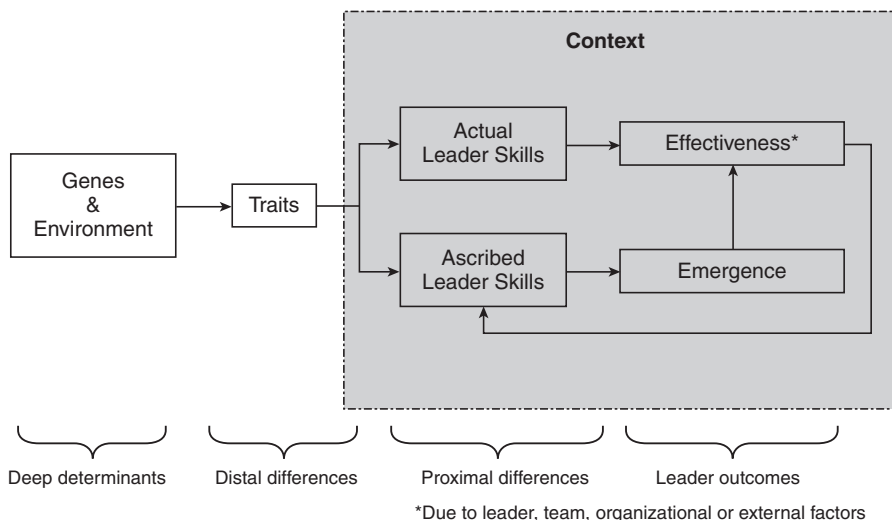 Context
Actual
Leader Skills
Effectiveness*
Genes
&
Environment
Traits
Ascribed
Leader Skills
Emergence
Deep determinants
Distal differences
Proximal differences
Leader outcomes
*Due to leader, team, organizational or external factors